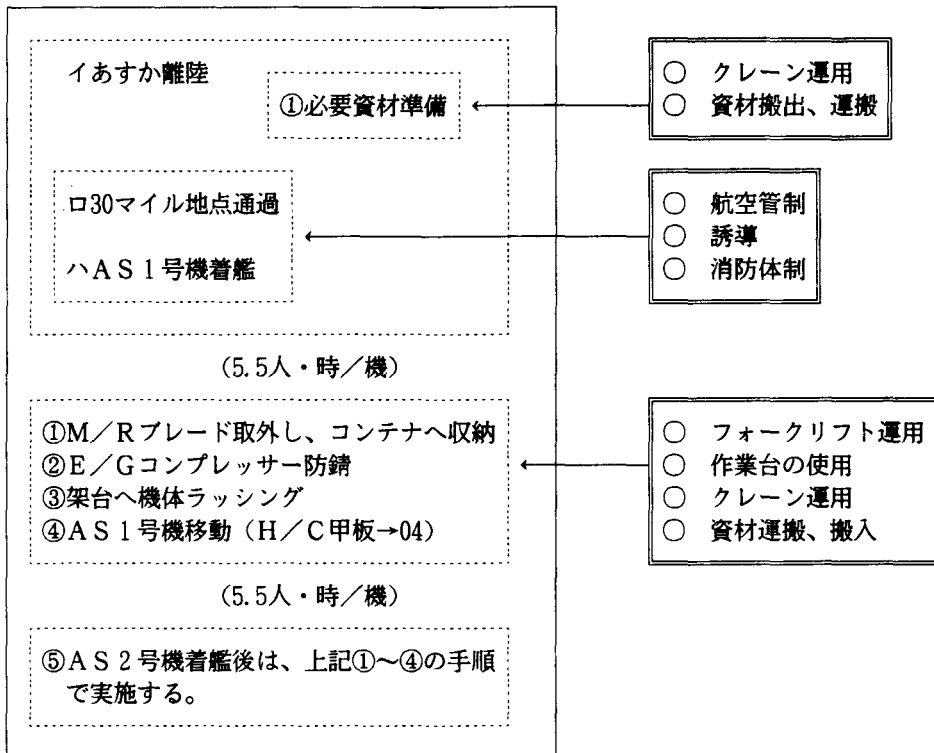 イあすか離陸
①必要資材準備
○ クレーン運用
○ 資材搬出、運搬
ロ30マイル地点通過
ハAS1号機着艦
○ 航空管制
○ 誘導
○ 消防体制
(5.5人・時/機)
①M/Rブレード取外し、コンテナへ収納
②E/Gコンプレッサー防錆
③架台へ機体ラッシング
④AS1号機移動(H/C甲板→04)
○ フォークリフト運用
○ 作業台の使用
○ クレーン運用
○ 資材運搬、搬入
(5.5人・時/機)
⑤AS2号機着艦後は、上記①~④の手順
で実施する。